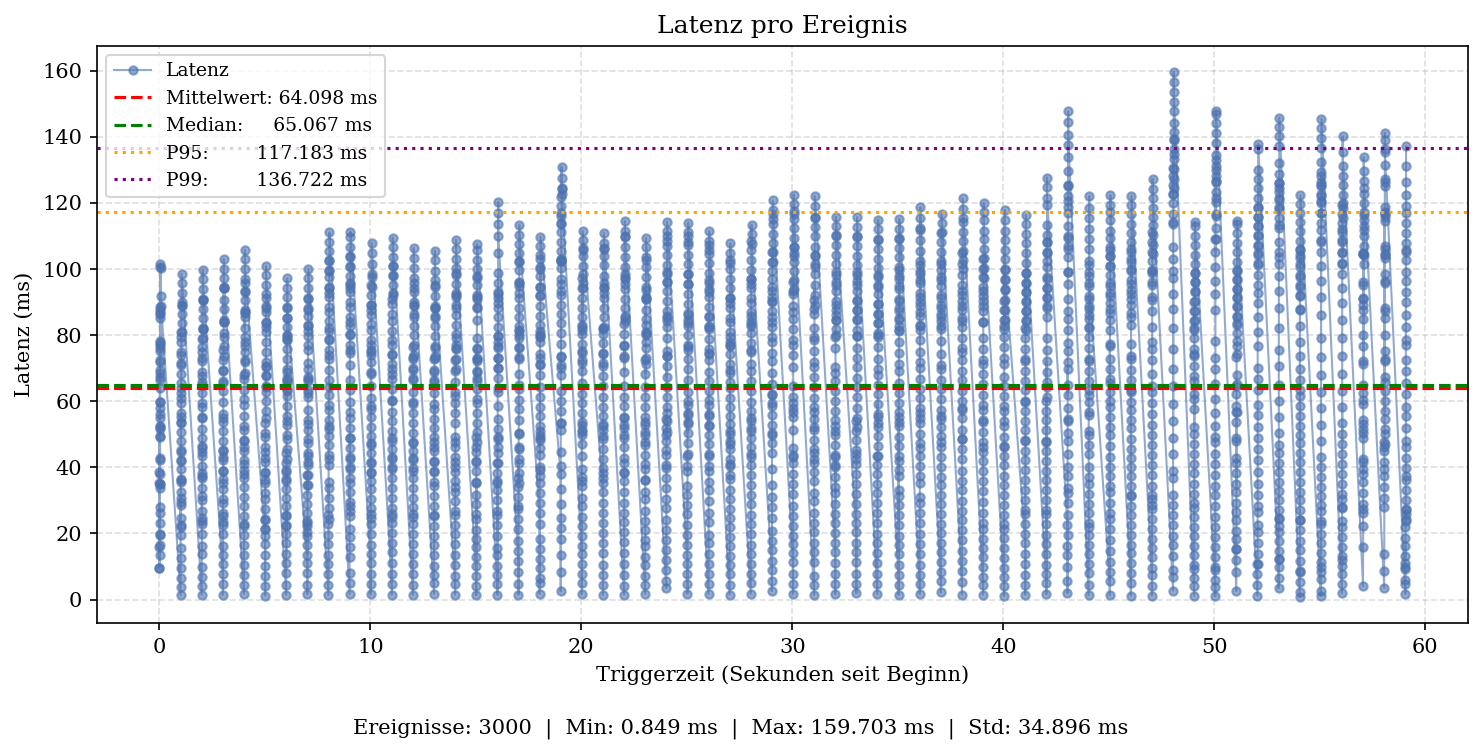 Latenz pro Ereignis
Latenz
Mittelwert: 64.098 ms
Median: 65.067 ms
P95: 117.183 ms
P99: 136.722 ms
Latenz (ms)
160
140
120
100
80
60
40
20
0
0 10 20 30 40 50 60
Triggerzeit (Sekunden seit Beginn)
Ereignisse: 3000 | Min: 0.849 ms | Max: 159.703 ms | Std: 34.896 ms